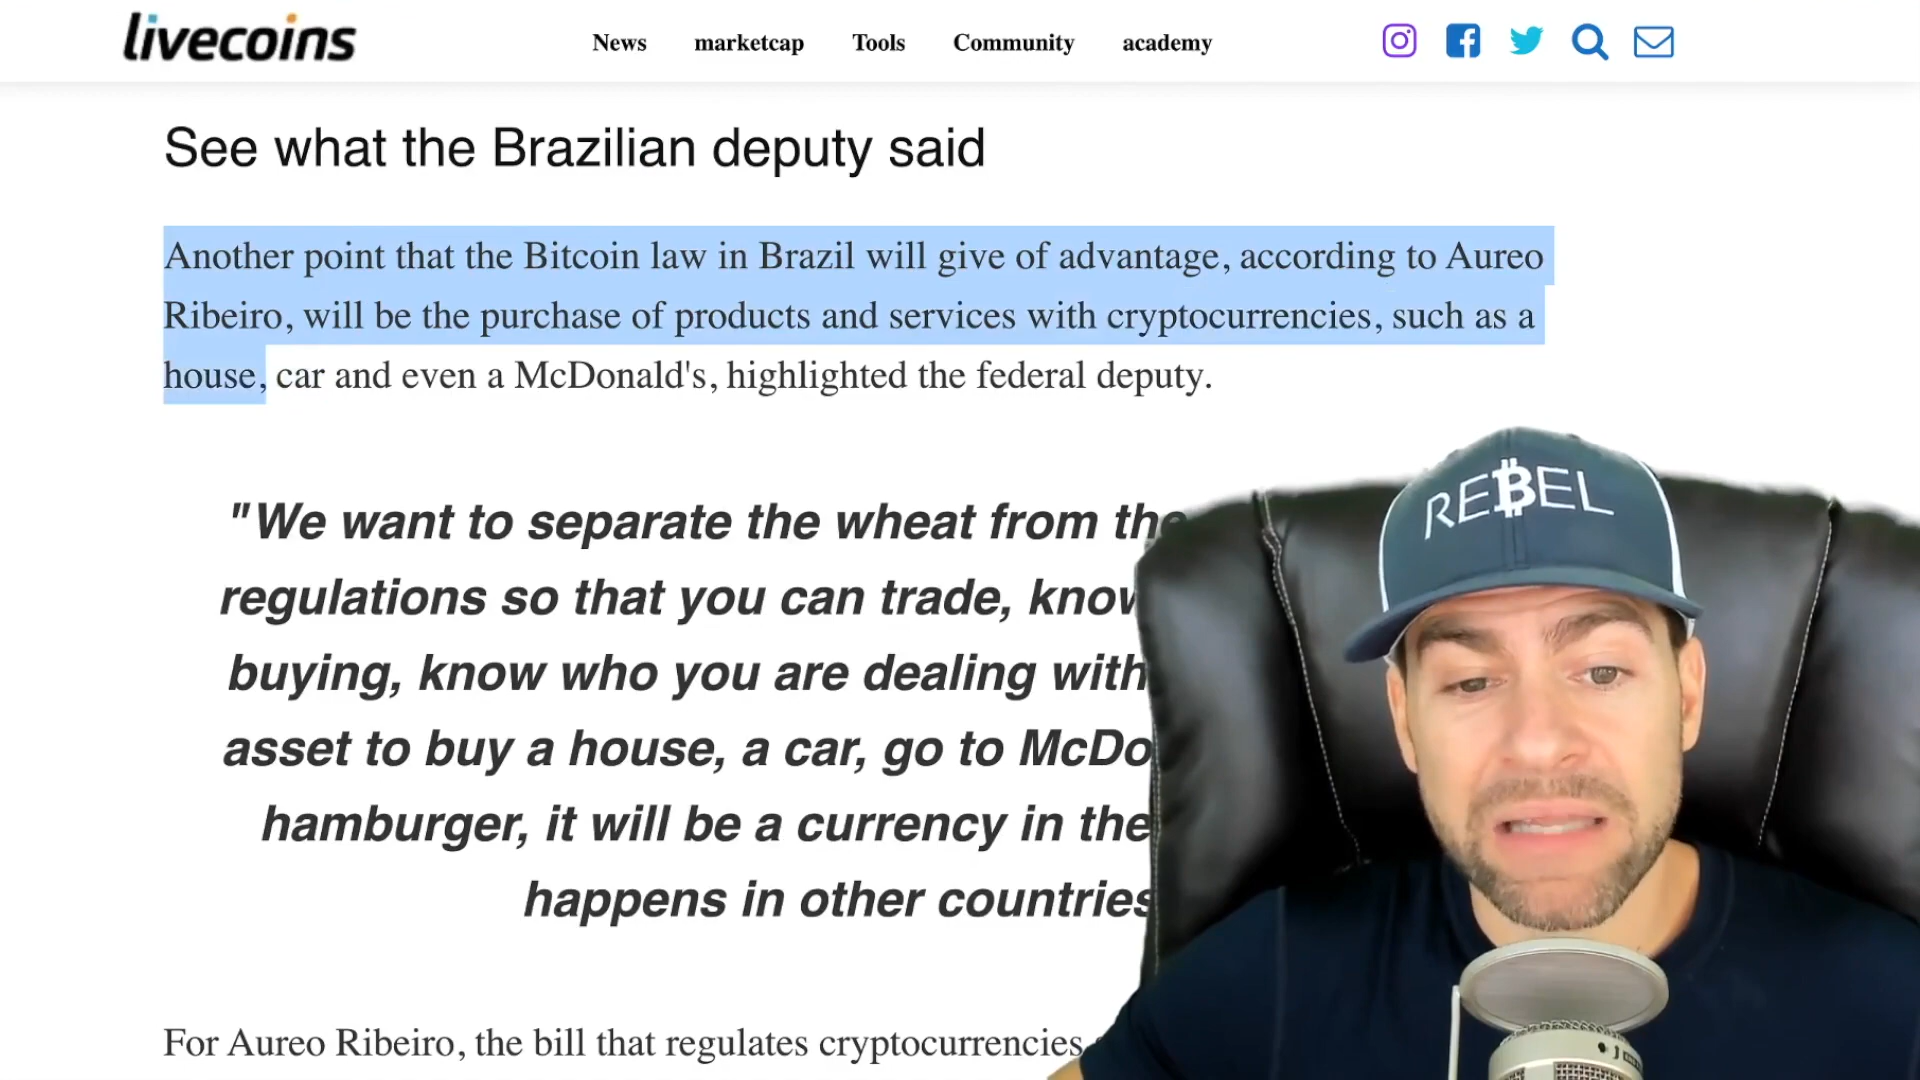 livecoins
News marketcap Tools Community academy
See what the Brazilian deputy said
Another point that the Bitcoin law in Brazil will give of advantage, according to Aureo
Ribeiro, will be the purchase of products and services with cryptocurrencies, such as a
house, car and even a McDonald's, highlighted the federal deputy.
"We want to separate the wheat from the
regulations so that you can trade, know
buying, know who you are dealing with
asset to buy a house, a car, go to McDo
hamburger, it will be a currency in the
happens in other countries
For Aureo Ribeiro, the bill that regulates cryptocurrencies
REBEL